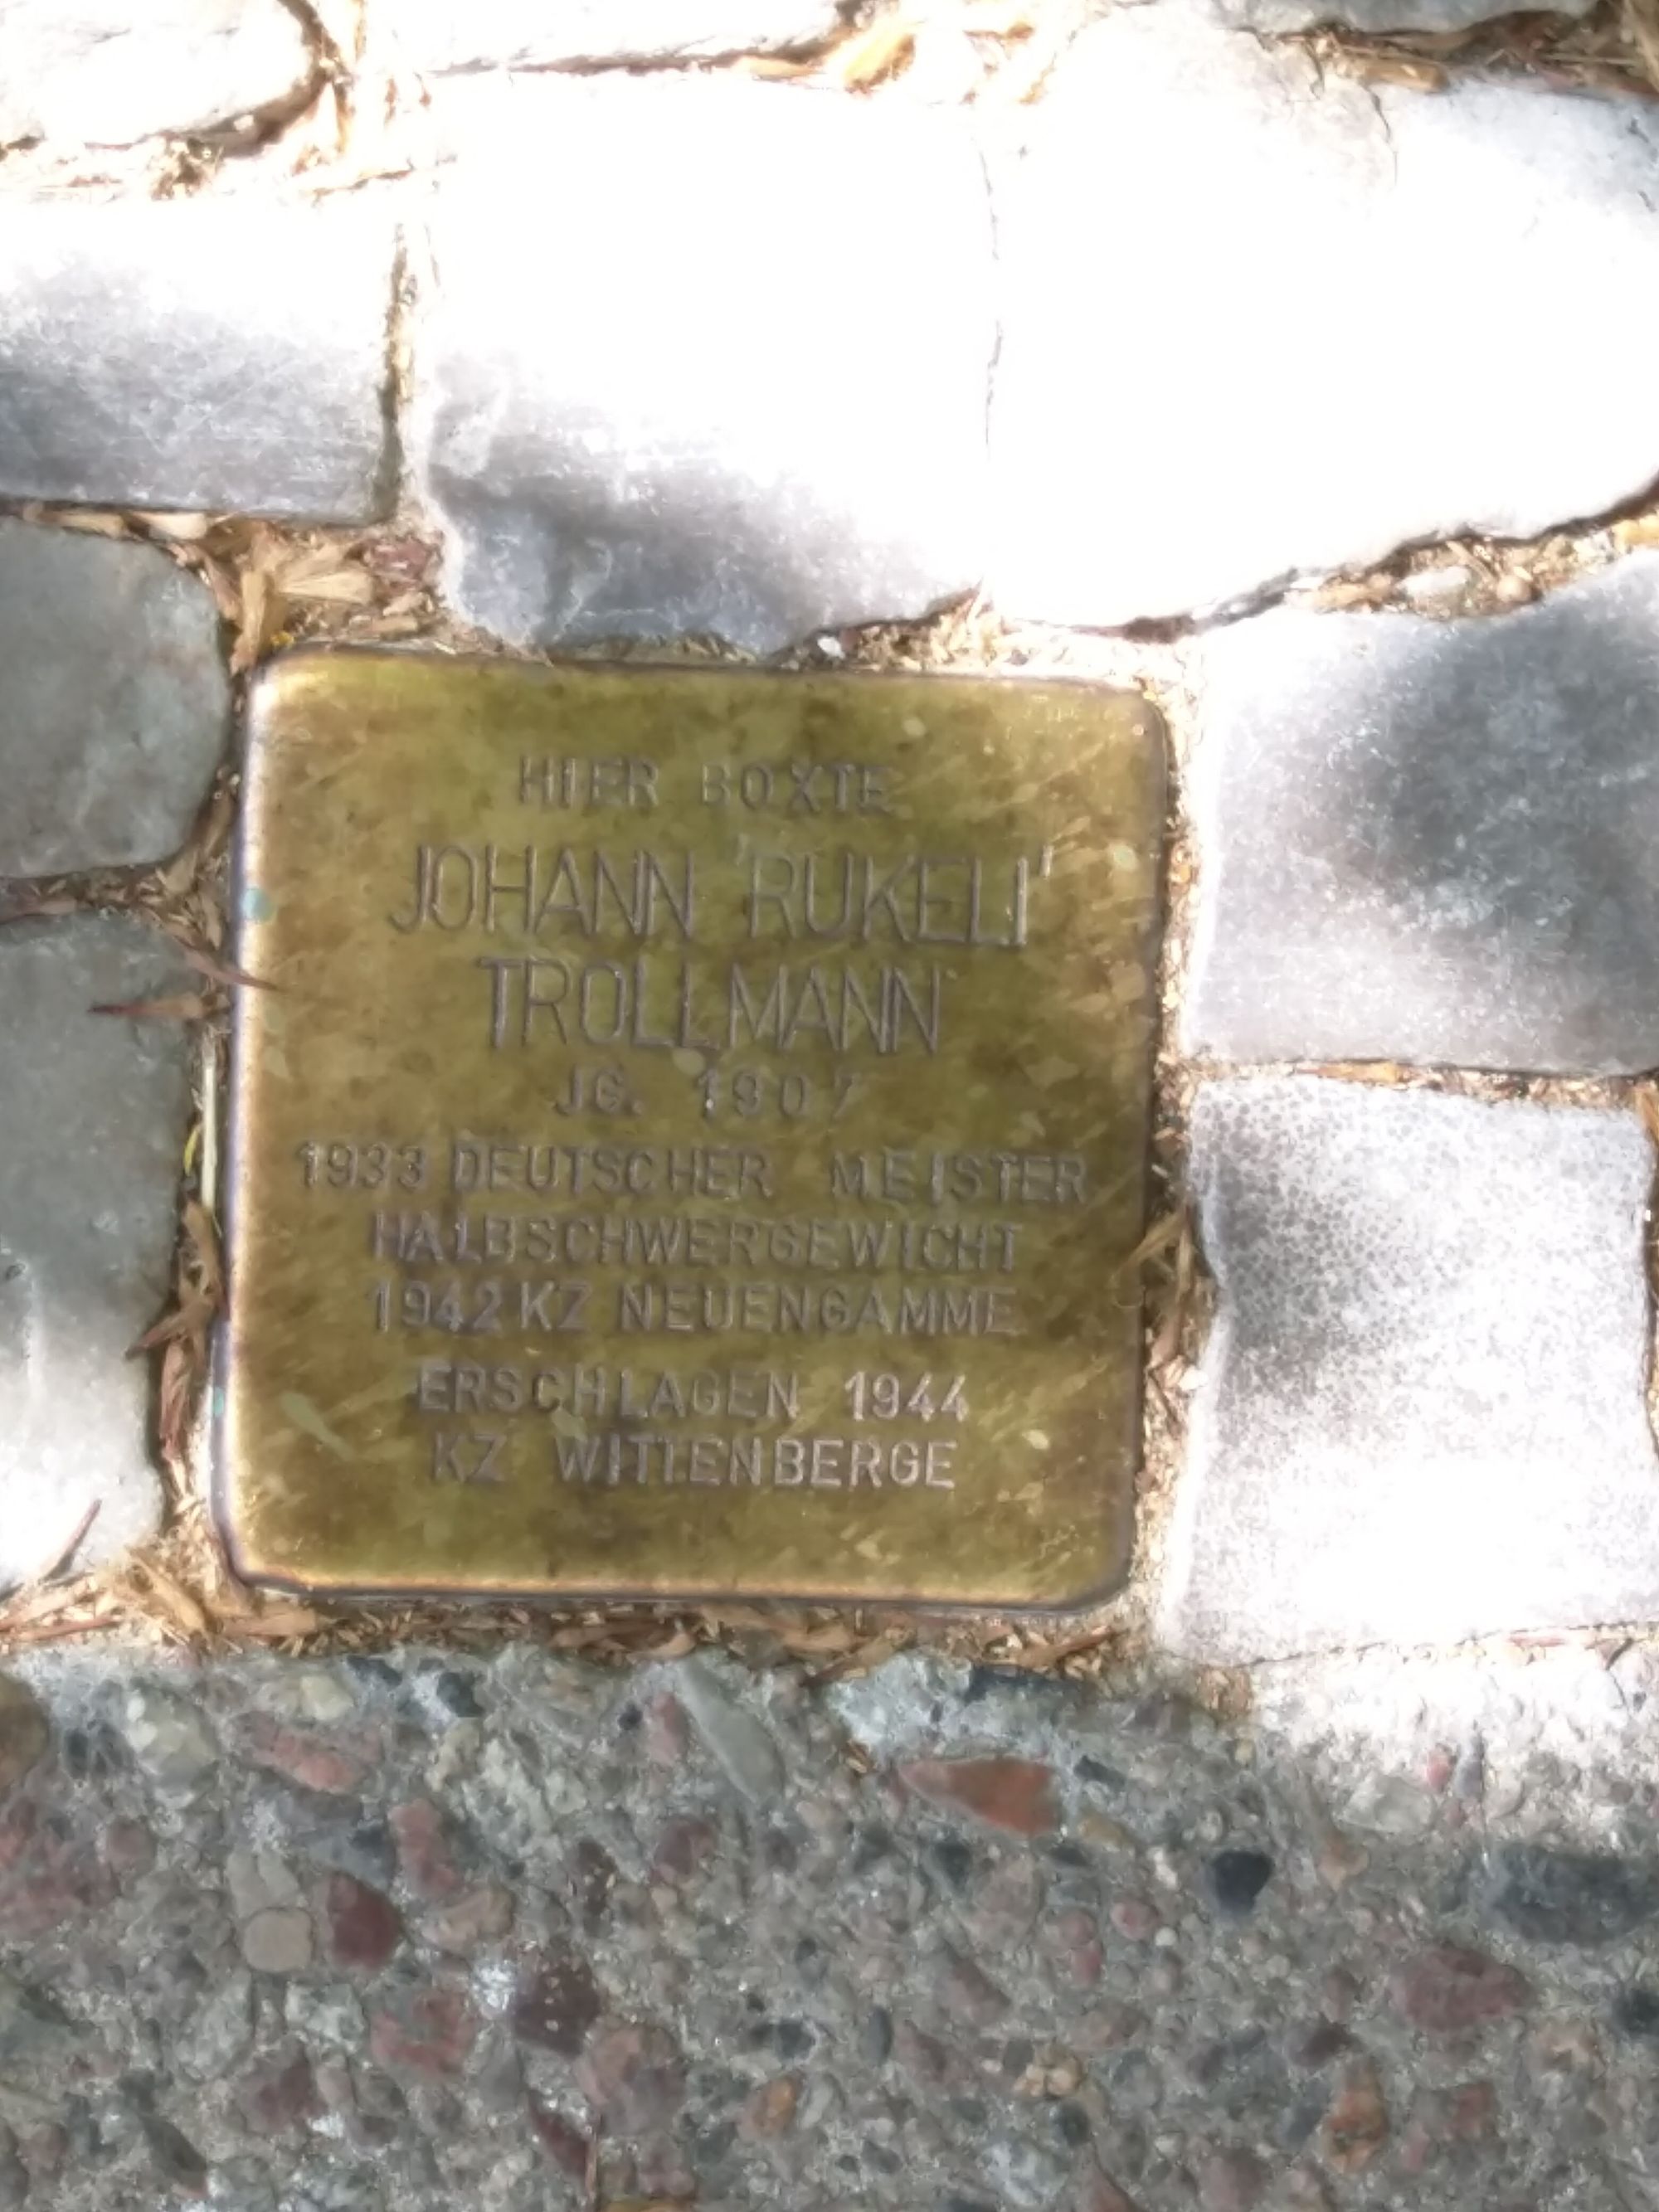 HIER BOXTE
JOHANN RUKELI'
TROLLMANN
JG. 1907
1933 DEUTSCHER MEISTER
HALBSCHWERGEWICHT
1942 KZ NEUENGAMME
ERSCHLAGEN 1944
KZ WITTENBERGE